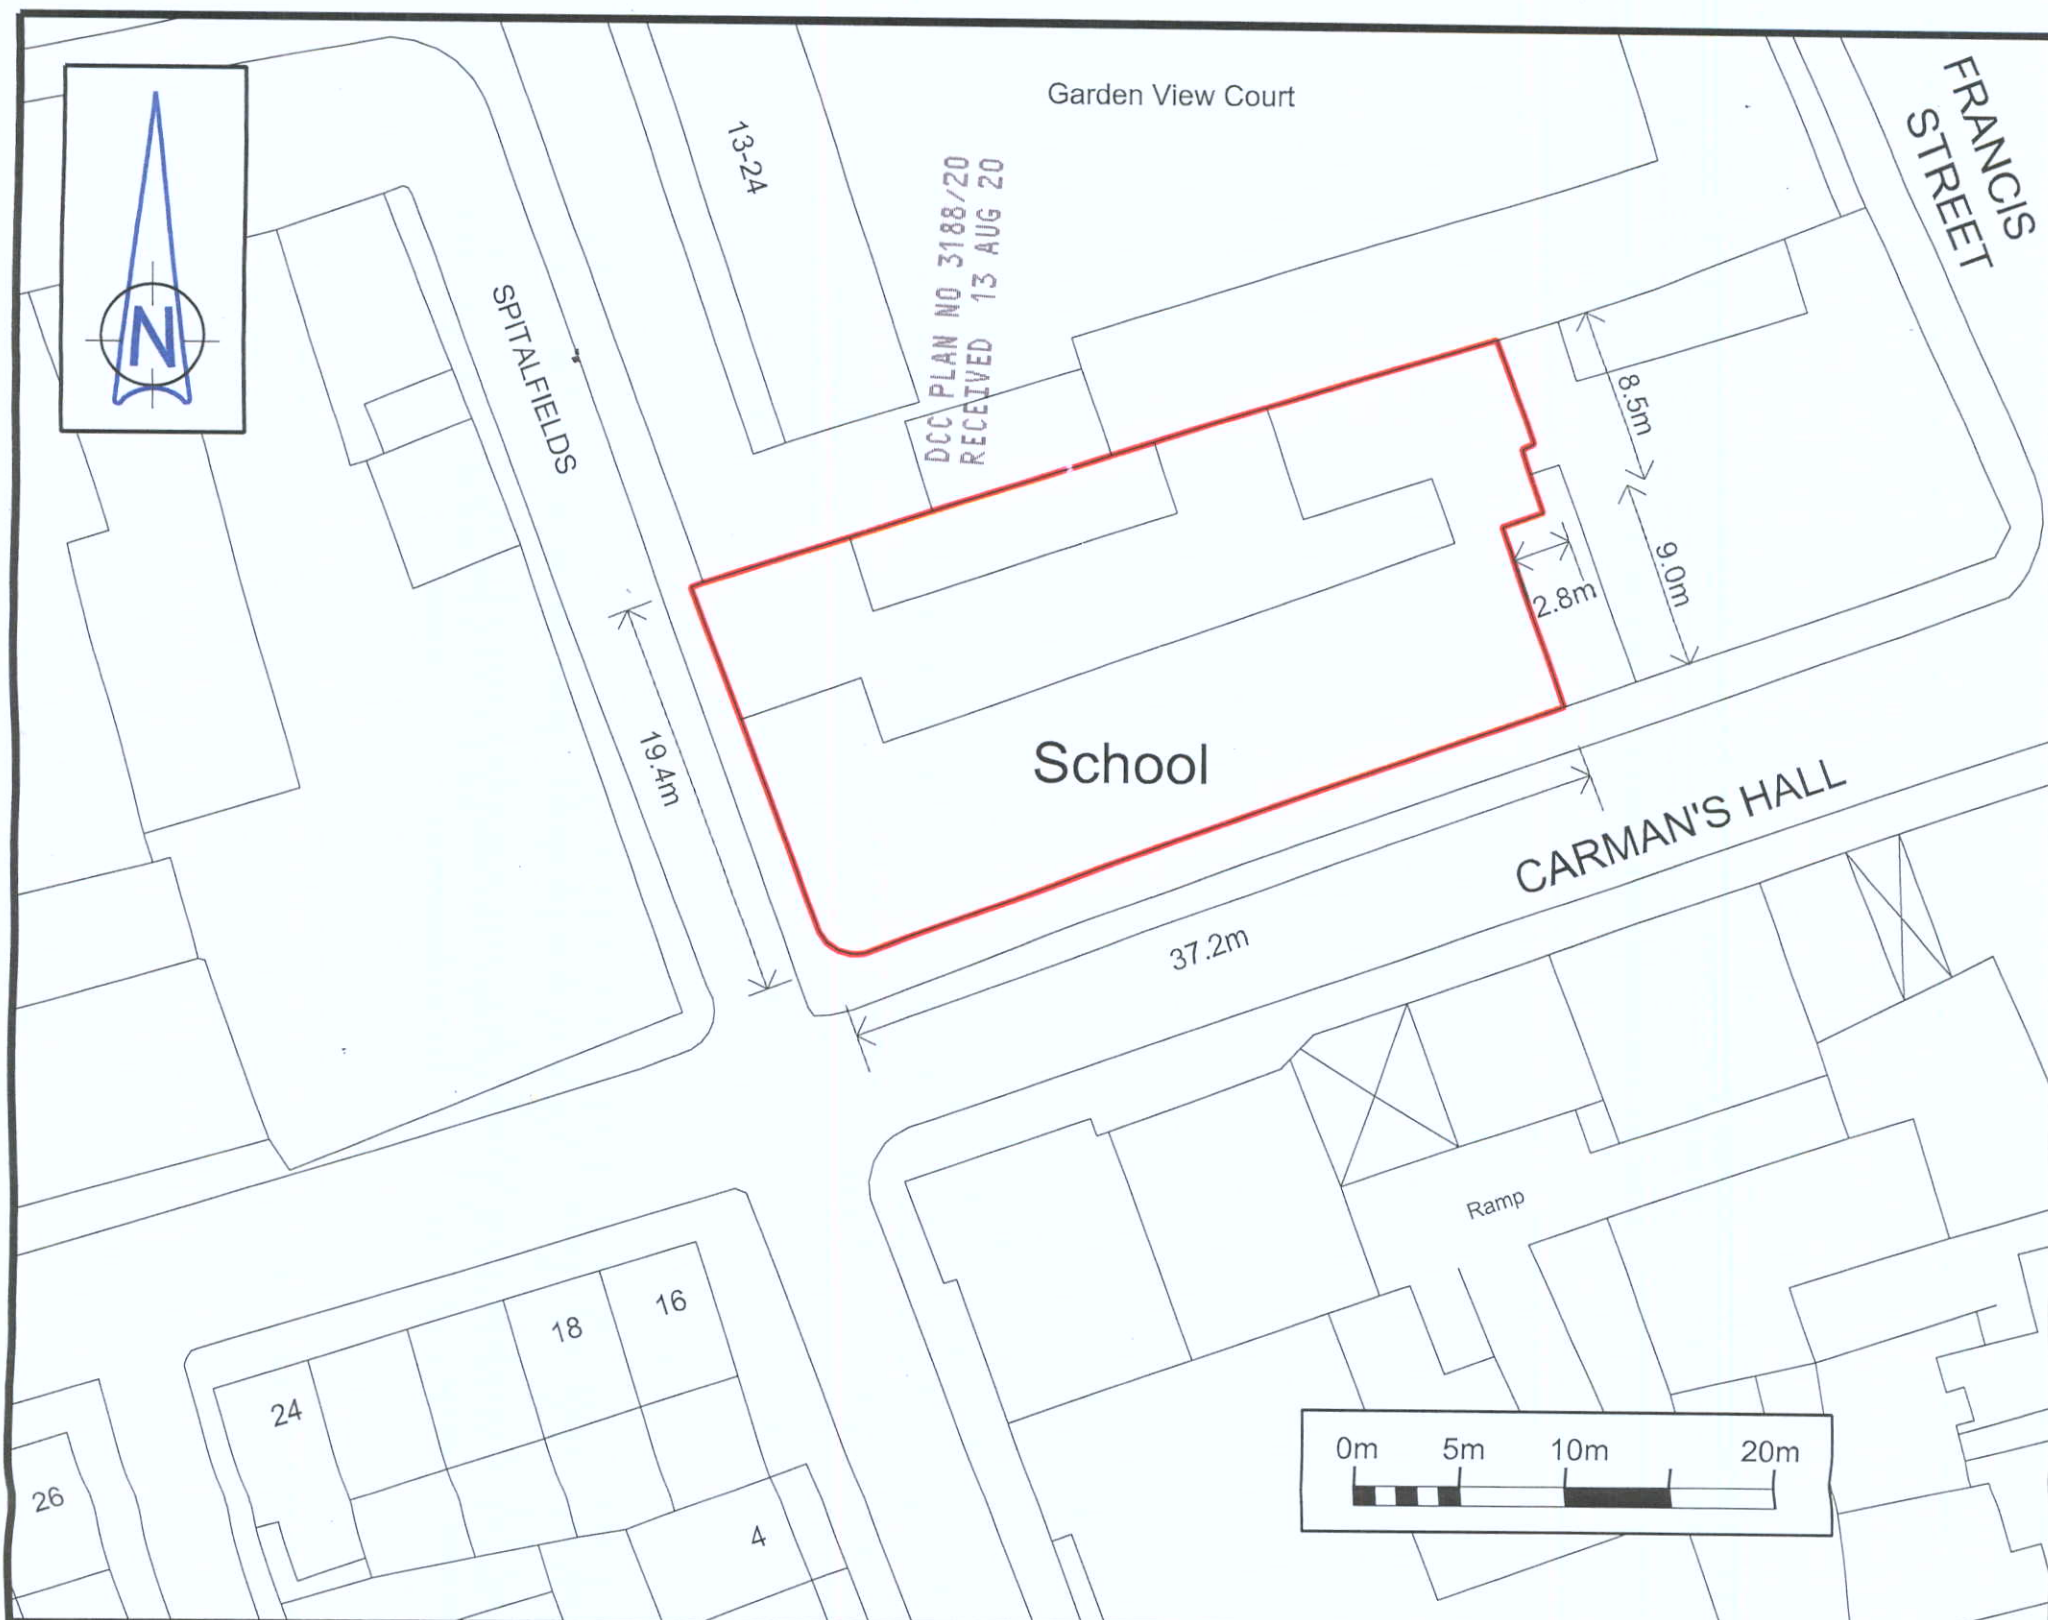 N
Garden View Court
FRANCIS
STREET
13-24
DCC PLAN NO 3188/20
RECEIVED 13 AUG 20
SPITALFIELDS
8.5m
9.0m
2.8m
19.4m
School
37.2m
CARMAN'S HALL
Ramp
16
18
24
26
4
0m 5m 10m 20m